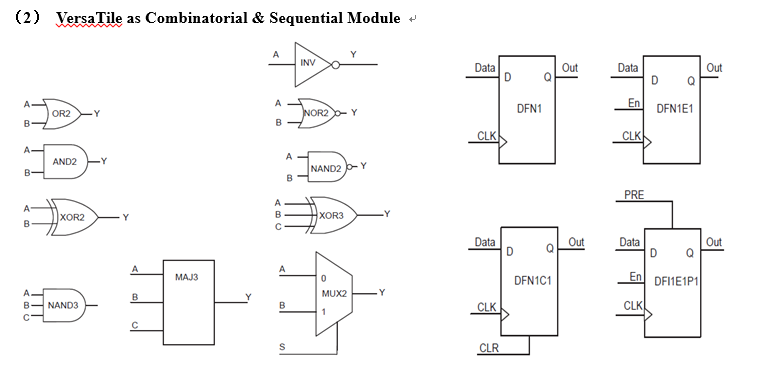 (2) VersaTile as Combinatorial & Sequential Module
A INV Y
A B OR2 Y
A B NOR2 Y
A B AND2 Y
A B NAND2 Y
A B XOR2 Y
A B C XOR3 Y
A B C NAND3
A B C MAJ3 Y
A B S 0 1 MUX2 Y
Data D Q Out
DFN1
CLK
Data D Q Out
En DFN1E1
CLK
Data D Q Out
DFN1C1
CLK
CLR
PRE
Data D Q Out
En DFI1E1P1
CLK